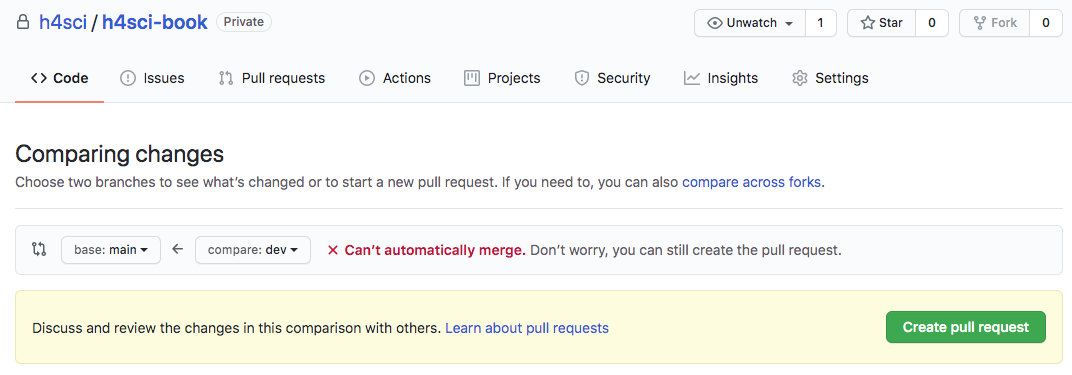 h4sci / h4sci-book Private Unwatch 1 Star 0 Fork 0
Code Issues Pull requests Actions Projects Security Insights Settings
Comparing changes
Choose two branches to see what's changed or to start a new pull request. If you need to, you can also compare across forks.
base: main ← compare: dev × Can't automatically merge. Don't worry, you can still create the pull request.
Discuss and review the changes in this comparison with others. Learn about pull requests Create pull request